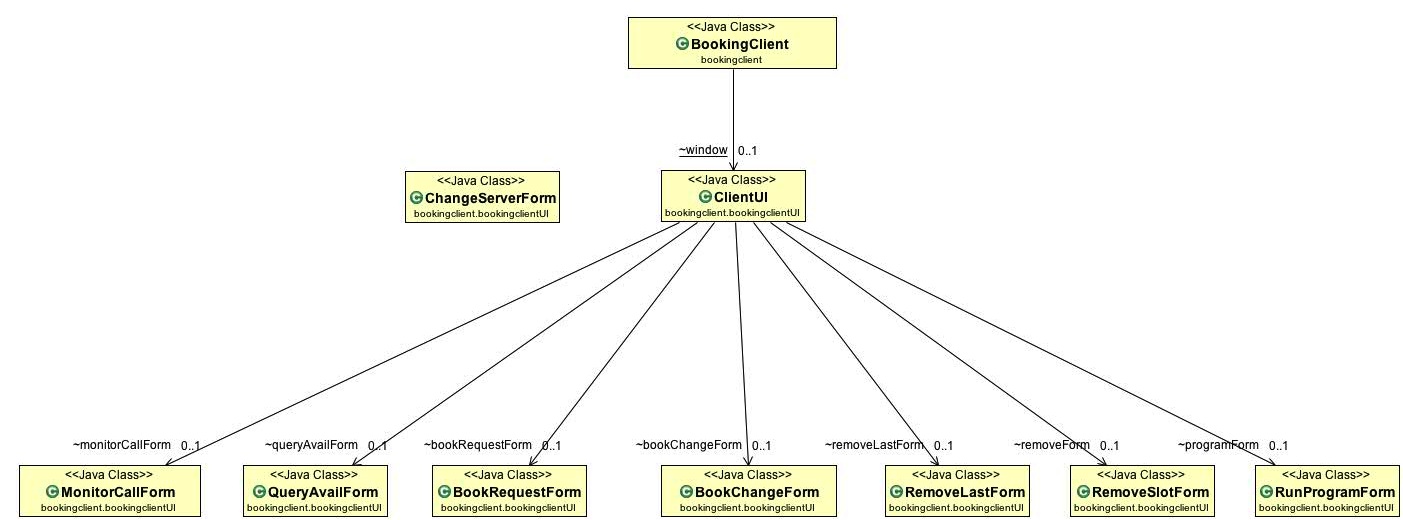 <<Java Class>>
BookingClient
bookingclient
~window 0..1
<<Java Class>>
ChangeServerForm
bookingclient.bookingclientUI
<<Java Class>>
ClientUI
bookingclient.bookingclientUI
~monitorCallForm 0..1
~queryAvailForm 0..1
~bookRequestForm 0..1
~bookChangeForm 0..1
~removeLastForm 0..1
~removeForm 0..1
~programForm 0..1
<<Java Class>>
MonitorCallForm
bookingclient.bookingclientUI
<<Java Class>>
QueryAvailForm
bookingclient.bookingclientUI
<<Java Class>>
BookRequestForm
bookingclient.bookingclientUI
<<Java Class>>
BookChangeForm
bookingclient.bookingclientUI
<<Java Class>>
RemoveLastForm
bookingclient.bookingclientUI
<<Java Class>>
RemoveSlotForm
bookingclient.bookingclientUI
<<Java Class>>
RunProgramForm
bookingclient.bookingclientUI